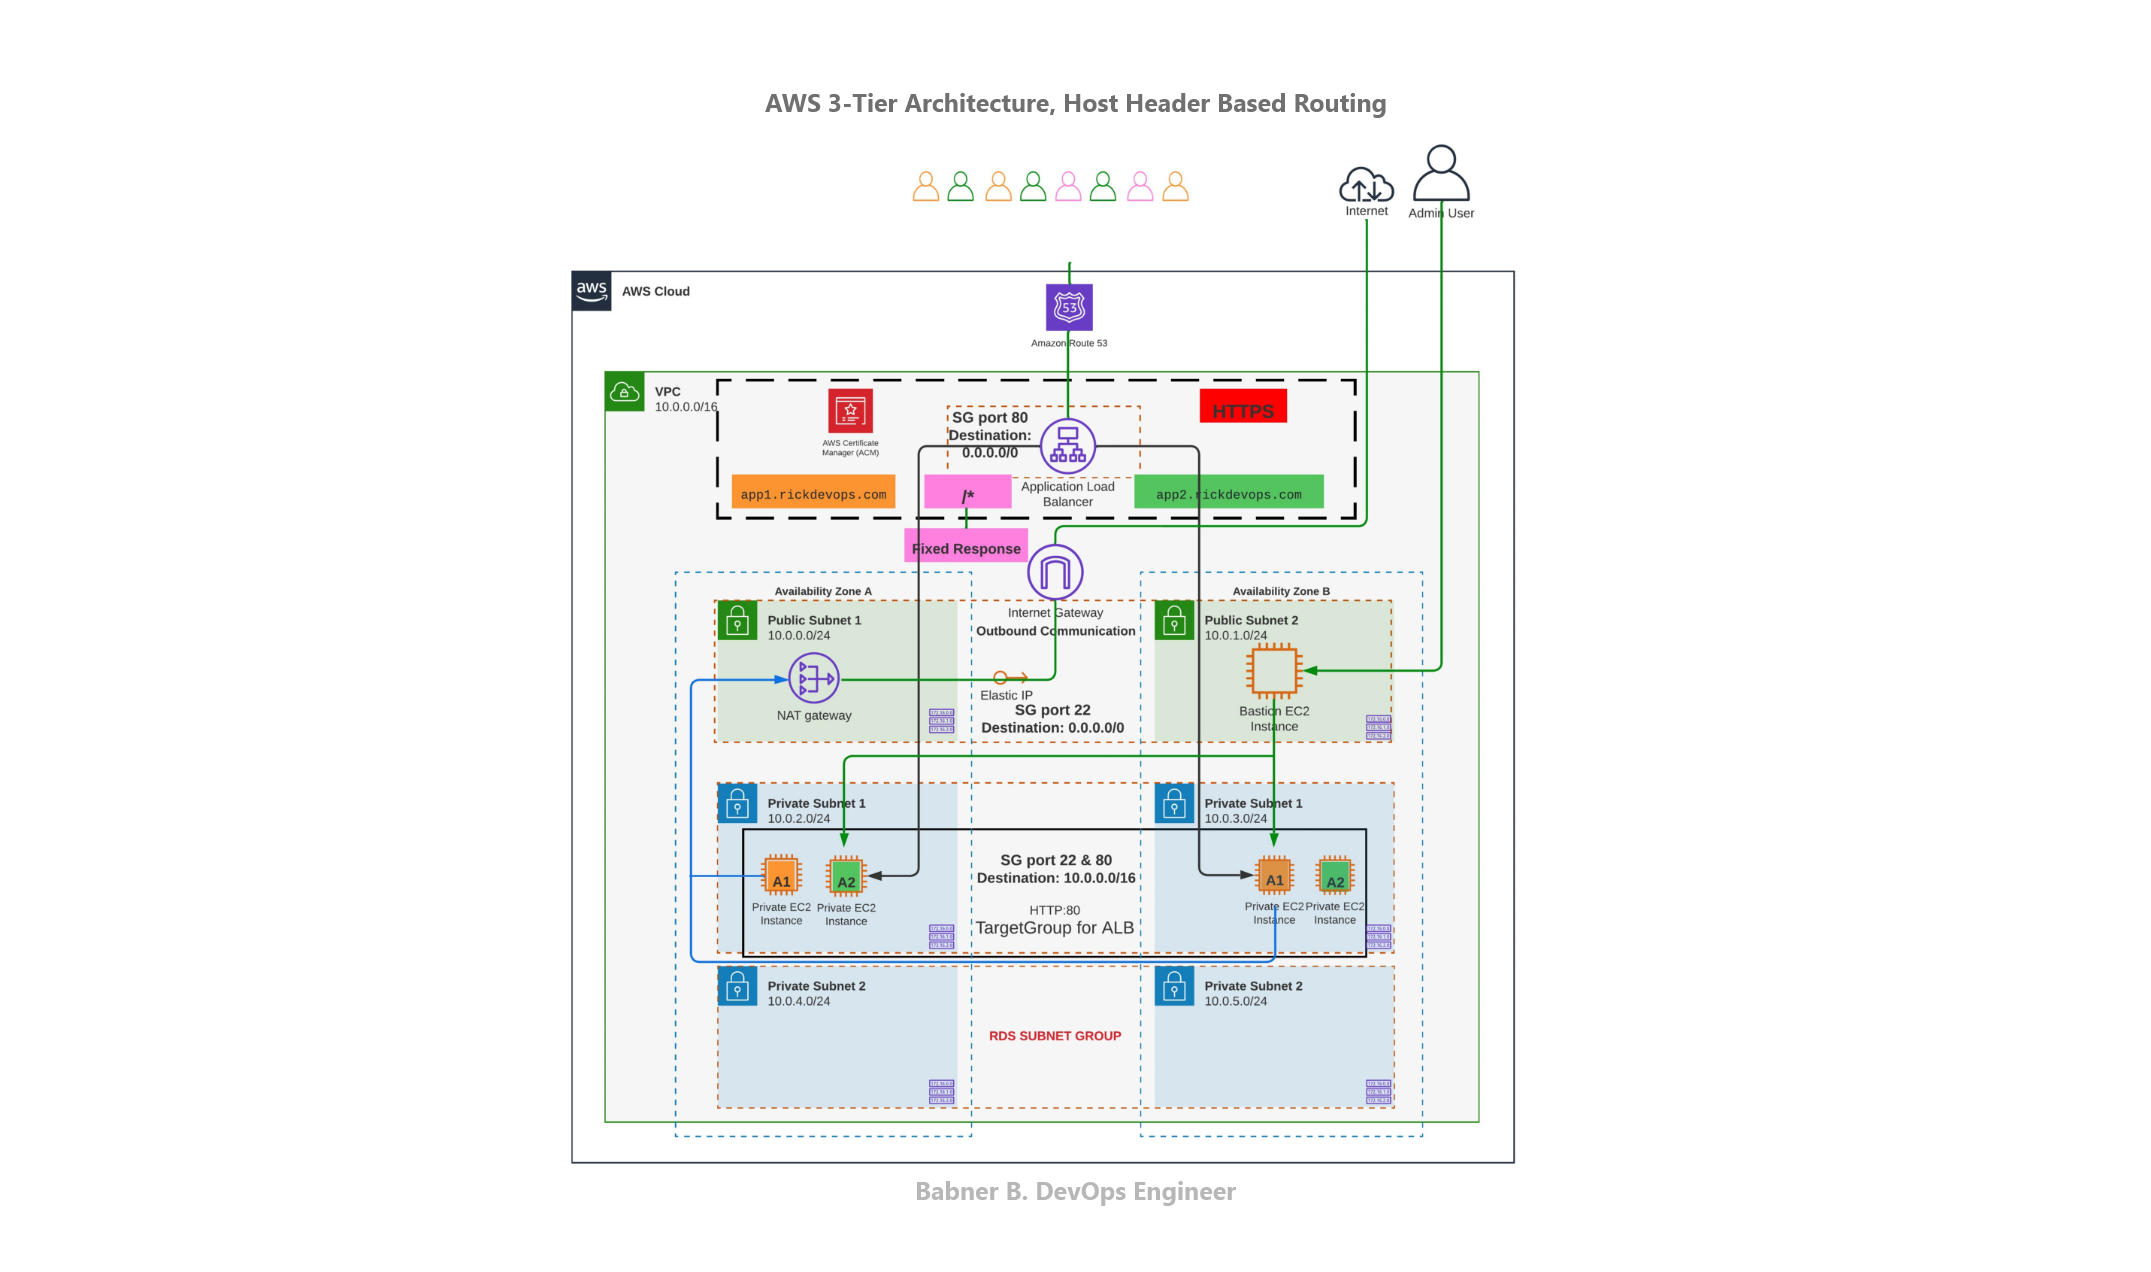 AWS 3-Tier Architecture, Host Header Based Routing
Internet
Admin User
aws
AWS Cloud
53
Amazon Route 53
VPC
10.0.0.0/16
AWS Certificate
Manager (ACM)
SG port 80
Destination:
0.0.0.0/0
HTTPS
app1.rickdevops.com
/*
Application Load
Balancer
app2.rickdevops.com
Fixed Response
Availability Zone A
Internet Gateway
Outbound Communication
Availability Zone B
Public Subnet 1
10.0.0.0/24
NAT gateway
Elastic IP
SG port 22
Destination: 0.0.0.0/0
Public Subnet 2
10.0.1.0/24
Bastion EC2
Instance
Private Subnet 1
10.0.2.0/24
A1
Private EC2
Instance
A2
Private EC2
Instance
SG port 22 & 80
Destination: 10.0.0.0/16
HTTP:80
TargetGroup for ALB
Private Subnet 1
10.0.3.0/24
A1
Private EC2
Instance
A2
Private EC2
Instance
Private Subnet 2
10.0.4.0/24
RDS SUBNET GROUP
Private Subnet 2
10.0.5.0/24
Babner B. DevOps Engineer